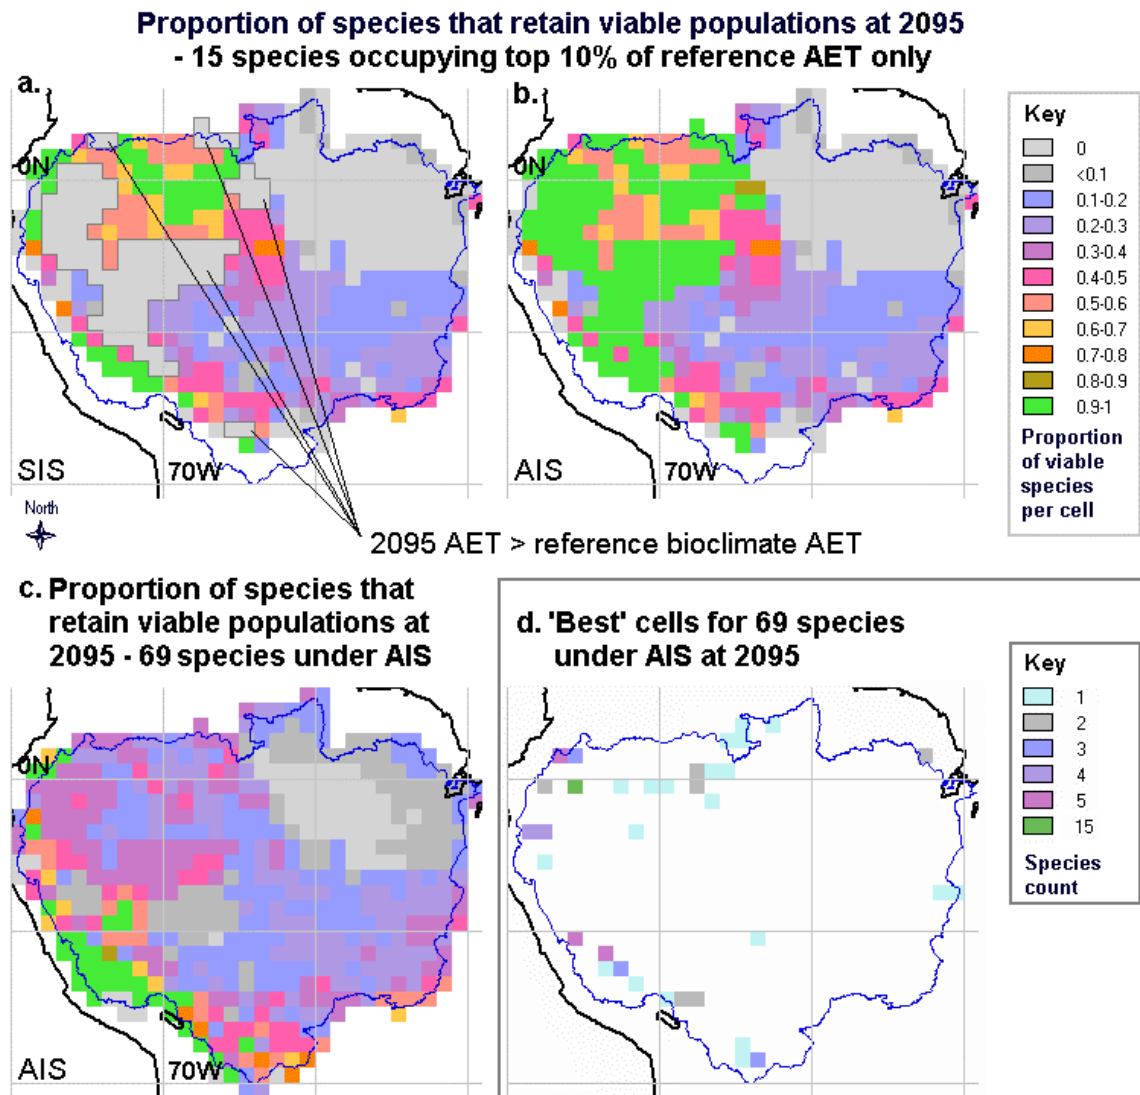 Proportion of species that retain viable populations at 2095
- 15 species occupying top 10% of reference AET only
a.
b.
0N
0N
SIS
70W
AIS
70W
Key
0
<0.1
0.1-0.2
0.2-0.3
0.3-0.4
0.4-0.5
0.5-0.6
0.6-0.7
0.7-0.8
0.8-0.9
0.9-1
Proportion
of viable
species
per cell
North
2095 AET > reference bioclimate AET
c. Proportion of species that
retain viable populations at
2095 - 69 species under AIS
0N
AIS
70W
d. 'Best' cells for 69 species
under AIS at 2095
Key
1
2
3
4
5
15
Species
count